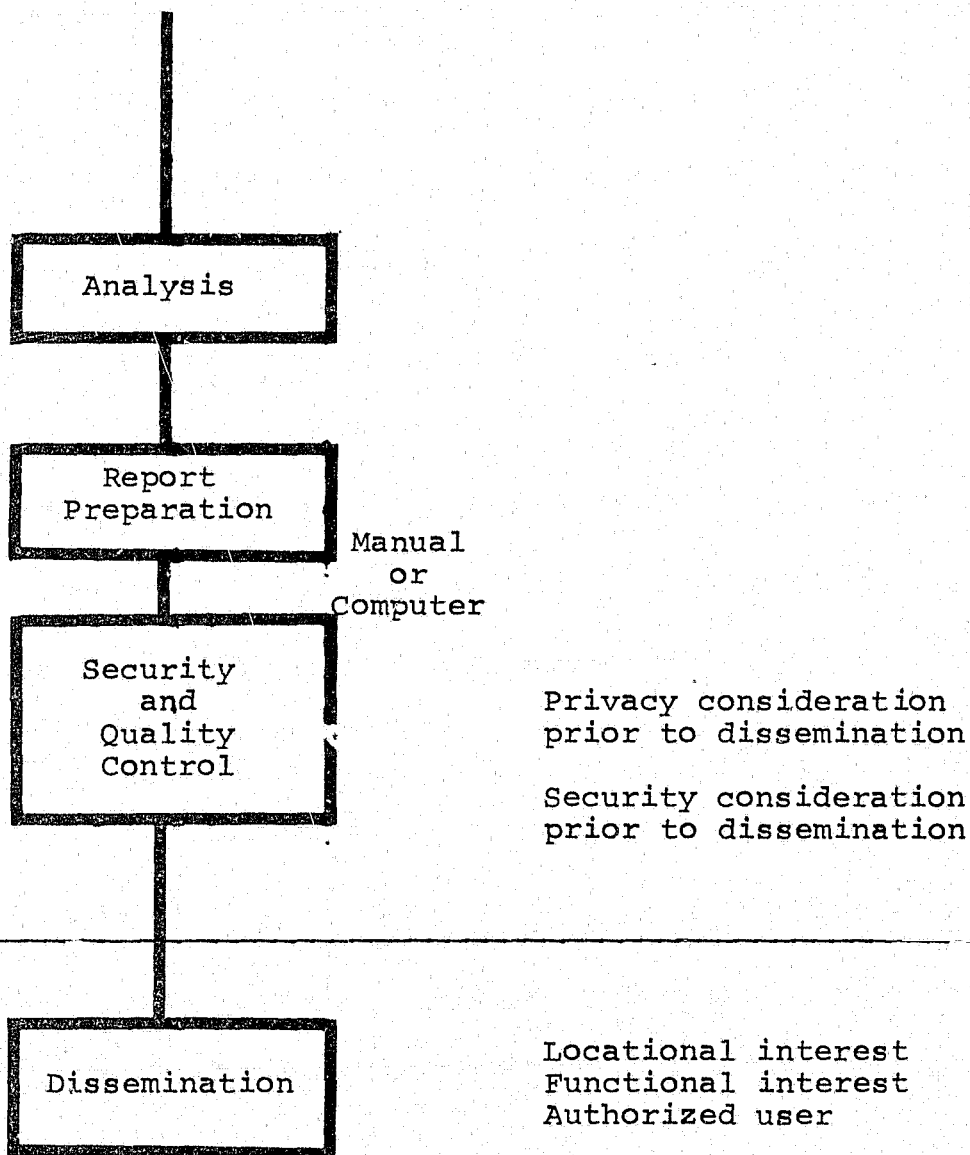 Analysis
Report
Preparation
Manual
or
Computer
Security
and
Quality
Control
Privacy consideration
prior to dissemination
Security consideration
prior to dissemination
Dissemination
Locational interest
Functional interest
Authorized user